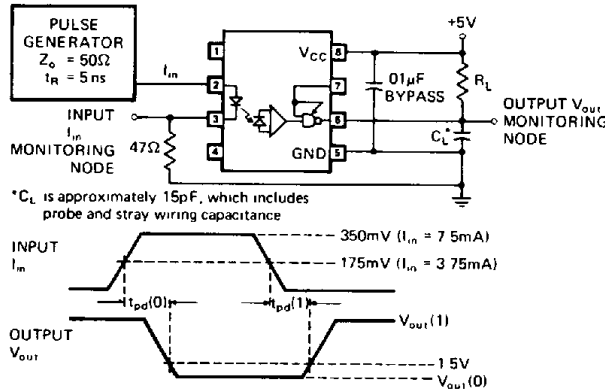 PULSE
GENERATOR
Z₀ = 50Ω
tR = 5 ns
Iin
INPUT
Iin
MONITORING
NODE
47Ω
1
2
3
4
8
7
6
5
VCC
GND
+5V
01µF
BYPASS
RL
CL*
OUTPUT Vout
MONITORING
NODE
*CL is approximately 15pF, which includes
probe and stray wiring capacitance
INPUT
Iin
350mV (Iin = 7 5mA)
175mV (Iin = 3 75mA)
tpd(0)
tpd(1)
OUTPUT
Vout
Vout(1)
1 5V
Vout(0)